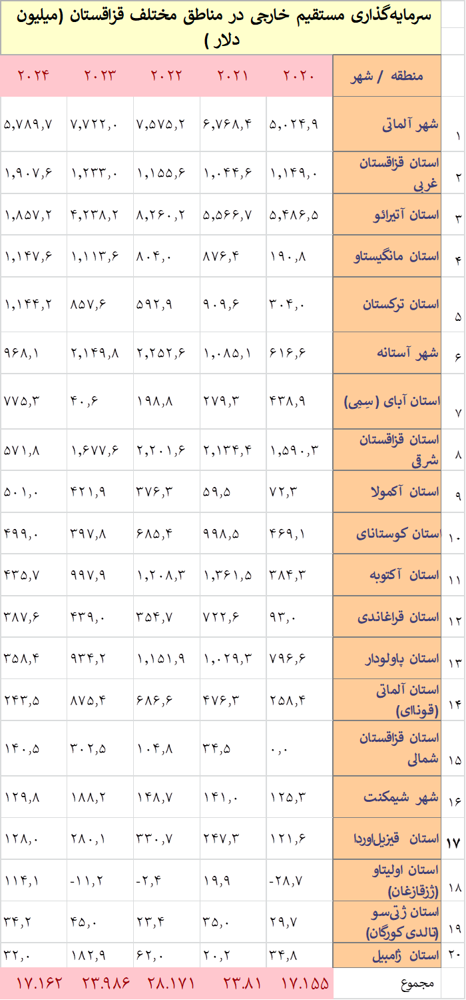 سرمایه‌گذاری مستقیم خارجی در مناطق مختلف قزاقستان (میلیون
دلار )
منطقه / شهر ۲۰۲۰ ۲۰۲۱ ۲۰۲۲ ۲۰۲۳ ۲۰۲۴
۱ شهر آلماتی ۵,۰۲۴,۹ ۶,۷۶۸,۴ ۷,۵۷۵,۲ ۷,۷۲۲,۰ ۵,۷۸۹,۷
۲ استان قزاقستان
غربی ۱,۱۴۹,۰ ۱,۰۴۴,۶ ۱,۱۵۵,۶ ۱,۲۳۳,۰ ۱,۹۰۷,۶
۳ استان آتیرائو ۵,۴۸۶,۵ ۵,۵۶۶,۷ ۸,۲۶۰,۲ ۴,۲۳۸,۲ ۱,۸۵۷,۲
۴ استان مانگیستاو ۱۹۰,۸ ۸۷۶,۴ ۸۰۴,۰ ۱,۱۱۳,۶ ۱,۱۴۷,۶
۵ استان ترکستان ۳۰۴,۰ ۹۰۹,۶ ۵۹۲,۹ ۸۵۷,۶ ۱,۱۴۴,۲
۶ شهر آستانه ۶۱۶,۶ ۱,۰۸۵,۱ ۲,۲۵۲,۶ ۲,۱۴۹,۸ ۹۶۸,۱
۷ استان آبای (سِمِی) ۴۳۸,۹ ۲۷۹,۳ ۱۹۸,۸ ۴۰,۶ ۷۷۵,۳
۸ استان قزاقستان
شرقی ۱,۵۹۰,۳ ۲,۱۳۴,۴ ۲,۲۰۱,۶ ۱,۶۷۷,۶ ۵۷۱,۸
۹ استان آکمولا ۷۲,۳ ۵۹,۵ ۳۷۶,۳ ۴۲۱,۹ ۵۰۱,۰
۱۰ استان کوستانای ۴۶۹,۱ ۹۹۸,۵ ۶۸۵,۴ ۳۹۷,۸ ۴۹۹,۰
۱۱ استان آکتوبه ۳۸۴,۳ ۱,۳۶۱,۵ ۱,۲۰۸,۳ ۹۹۷,۹ ۴۳۵,۷
۱۲ استان قراغاندی ۹۳,۰ ۷۲۲,۶ ۳۵۴,۷ ۴۳۹,۰ ۳۸۷,۶
۱۳ استان پاولودار ۷۹۶,۶ ۱,۰۲۹,۳ ۱,۱۵۱,۹ ۹۳۴,۲ ۳۵۸,۴
۱۴ استان آلماتی
(قوناای) ۲۵۸,۴ ۴۷۶,۳ ۶۸۶,۶ ۸۷۵,۴ ۲۴۳,۵
۱۵ استان قزاقستان
شمالی ۰,۰ ۳۴,۵ ۱۰۴,۸ ۳۰۲,۵ ۱۴۰,۵
۱۶ شهر شیمکنت ۱۲۵,۳ ۱۴۱,۰ ۱۴۸,۷ ۱۸۸,۲ ۱۲۹,۸
۱۷ استان قیزیل‌اوردا ۱۲۱,۶ ۲۴۷,۳ ۳۳۰,۷ ۲۸۰,۱ ۱۲۸,۰
۱۸ استان اولیتاو
(ژزقازغان) -۲۸,۷ ۱۹,۹ -۲,۴ -۱۱,۲ ۱۱۴,۱
۱۹ استان ژتی‌سو
(تالدی کورگان) ۲۹,۷ ۳۵,۰ ۲۳,۴ ۴۵,۰ ۳۴,۲
۲۰ استان ژامبیل ۳۴,۸ ۲۰,۲ ۶۲,۰ ۱۸۲,۹ ۳۲,۰
مجموع ۱۷.۱۵۵ ۲۳.۸۱ ۲۸.۱۷۱ ۲۳.۹۸۶ ۱۷.۱۶۲